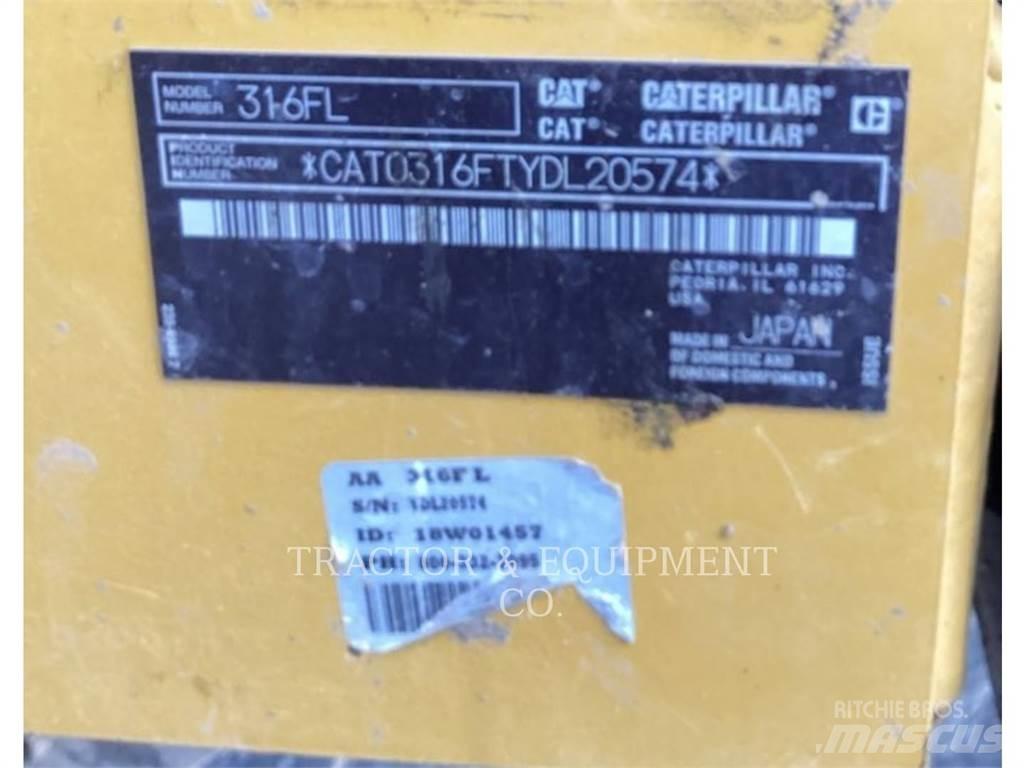 MODEL NUMBER 316FL
CAT® CATERPILLAR®
CAT® CATERPILLAR®
PRODUCT IDENTIFICATION NUMBER *CAT0316FTYDL20574*
CATERPILLAR INC.
PEORIA, IL 61629
USA
MADE IN JAPAN
OF DOMESTIC AND
FOREIGN COMPONENTS.
AA 316F L
S/N: YDL20574
ID: 18W01457
TRACTOR & EQUIPMENT
CO.
RITCHIE BROS.
MASCUS